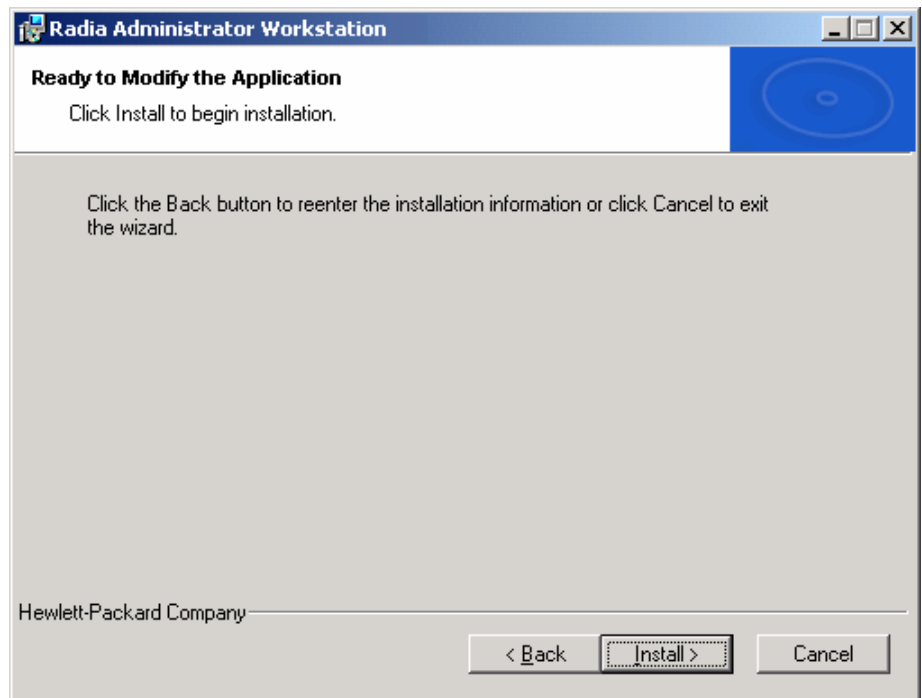 Radia Administrator Workstation
Ready to Modify the Application
Click Install to begin installation.
Click the Back button to reenter the installation information or click Cancel to exit
the wizard.
Hewlett-Packard Company
< Back Install > Cancel